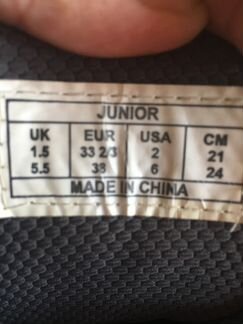 JUNIOR
UK EUR USA CM
1.5 33 2/3 2 21
5.5 38 6 24
MADE IN CHINA